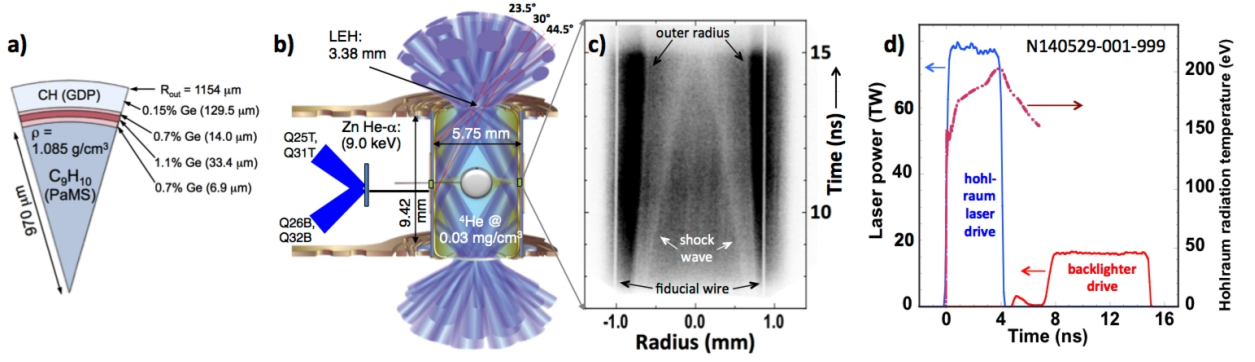 a)
CH (GDP)
R_out = 1154 μm
0.15% Ge (129.5 μm)
0.7% Ge (14.0 μm)
1.1% Ge (33.4 μm)
0.7% Ge (6.9 μm)
ρ =
1.085 g/cm³
C₉H₁₀
(PaMS)
970 μm
b)
LEH:
3.38 mm
23.5°
30°
44.5°
Zn He-α:
(9.0 keV)
Q25T,
Q31T
Q26B,
Q32B
5.75 mm
9.42
mm
⁴He @
0.03 mg/cm³
c)
outer radius
shock
wave
fiducial wire
15
10
Time (ns)
-1.0
0.0
1.0
Radius (mm)
d)
N140529-001-999
Laser power (TW)
60
40
20
0
hohl-
raum
laser
drive
backlighter
drive
200
150
100
50
0
Hohlraum radiation temperature (eV)
0 4 8 12 16
Time (ns)